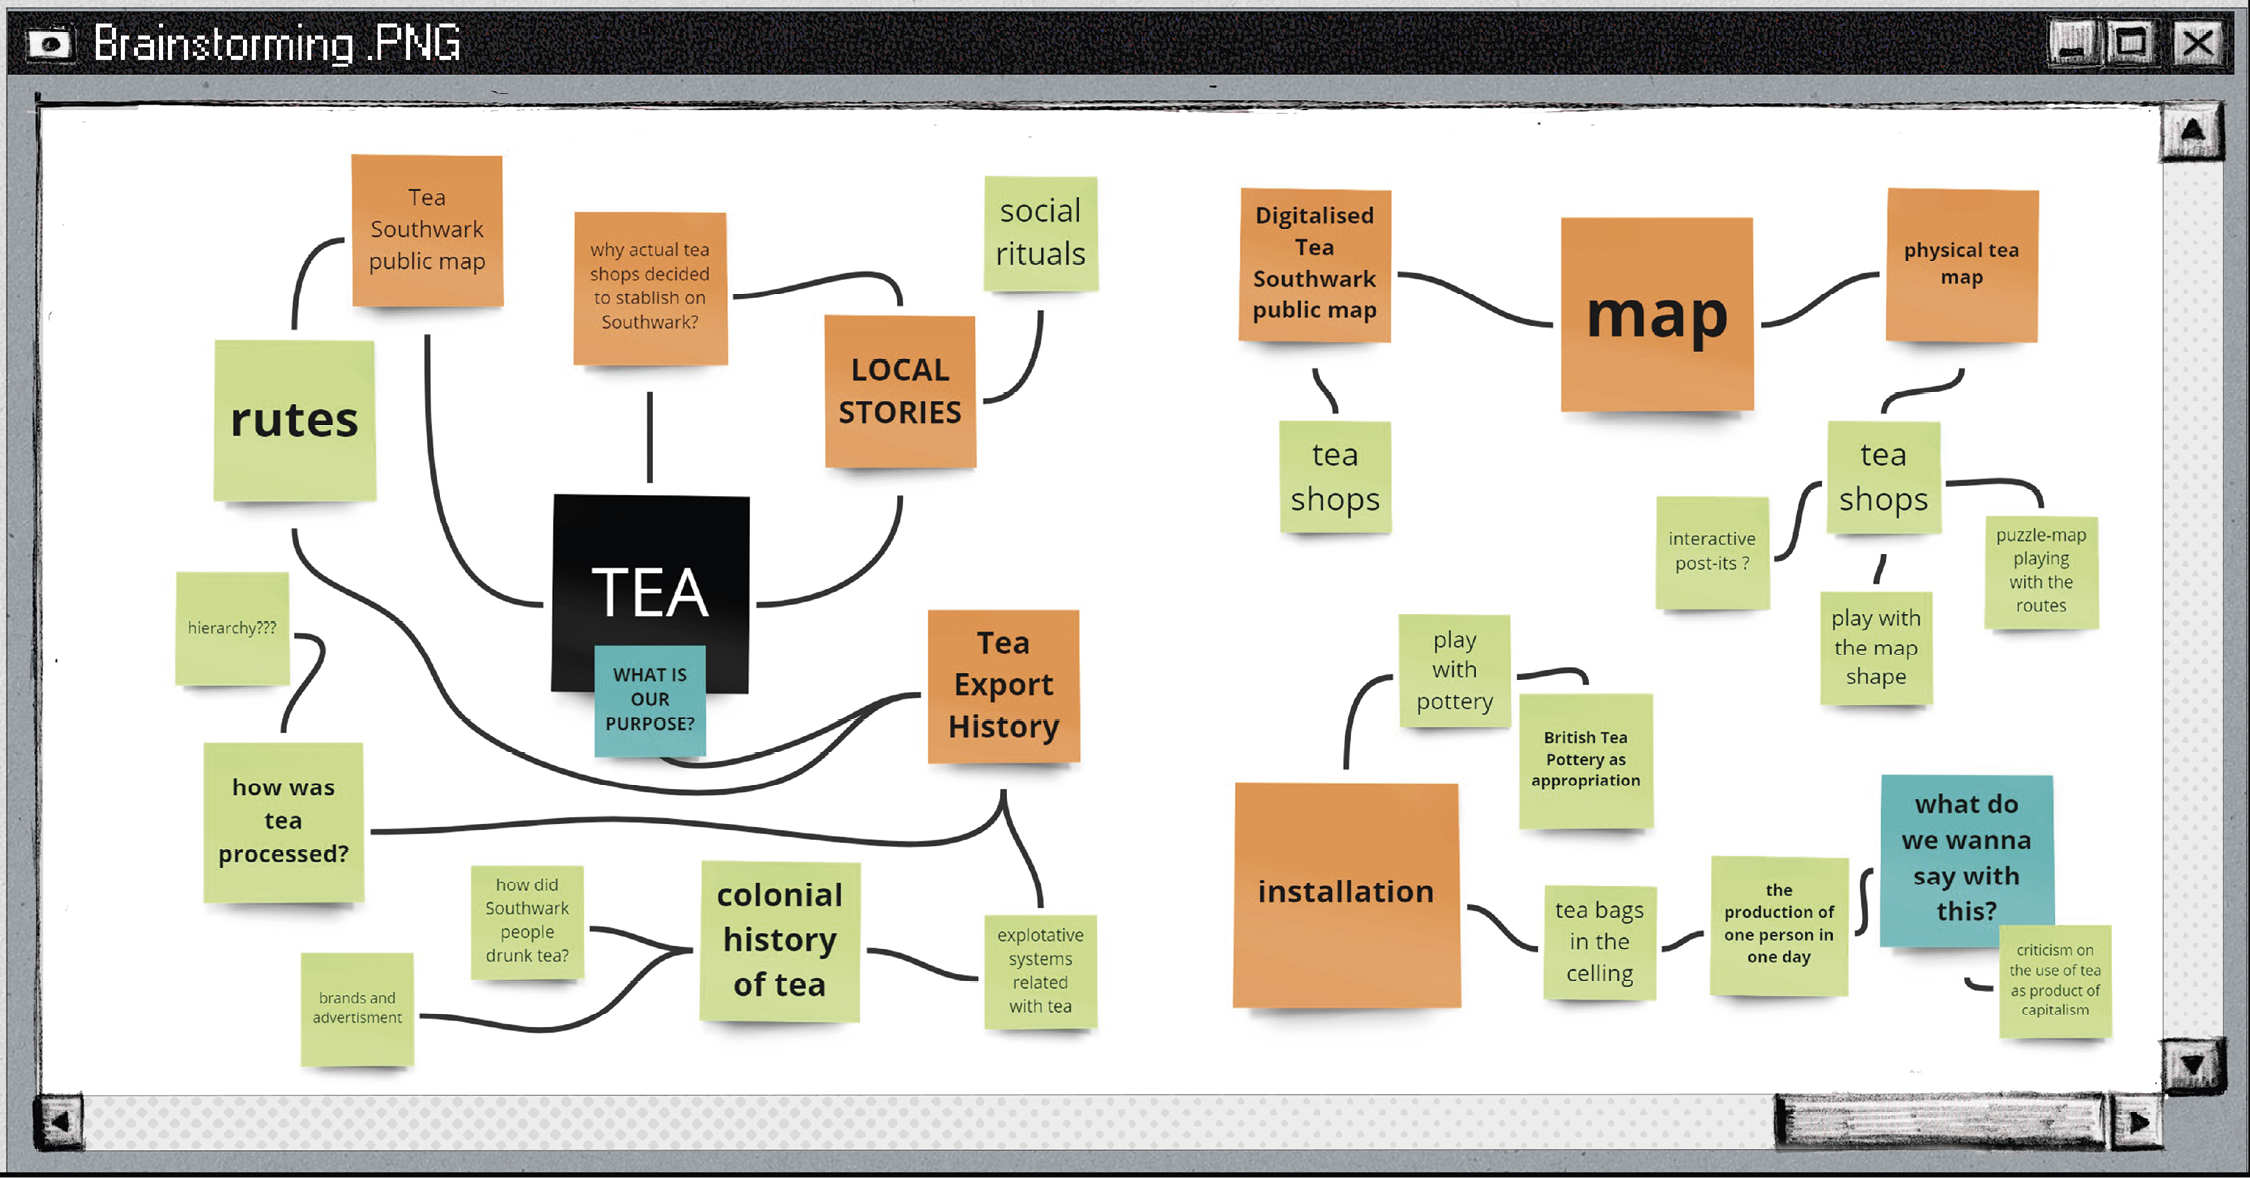 Brainstorming .PNG
Tea
Southwark
public map
why actual tea
shops decided
to stablish on
Southwark?
social
rituals
LOCAL
STORIES
rutes
TEA
WHAT IS
OUR
PURPOSE?
hierarchy???
Tea
Export
History
how was
tea
processed?
how did
Southwark
people
drunk tea?
colonial
history
of tea
explotative
systems
related
with tea
brands and
advertisment
Digitalised
Tea
Southwark
public map
map
physical tea
map
tea
shops
tea
shops
interactive
post-its ?
puzzle-map
playing
with the
routes
play with
the map
shape
play
with
pottery
British Tea
Pottery as
appropriation
installation
tea bags
in the
celling
the
production of
one person in
one day
what do
we wanna
say with
this?
criticism on
the use of tea
as product of
capitalism